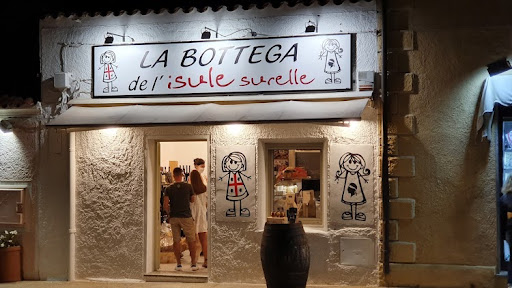 LA BOTTEGA
de l' isule surelle